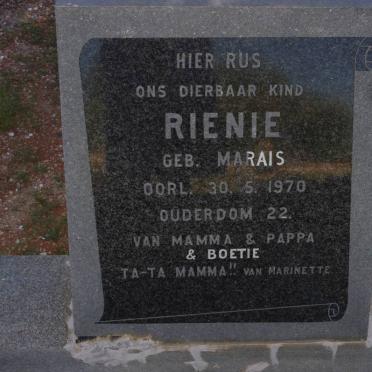 HIER RUS
ONS DIERBAAR KIND
RIENIE
GEB. MARAIS
OORL. 30. 5. 1970
OUDERDOM 22.
VAN MAMMA & PAPPA
& BOETIE
TA-TA MAMMA!! VAN MARINETTE